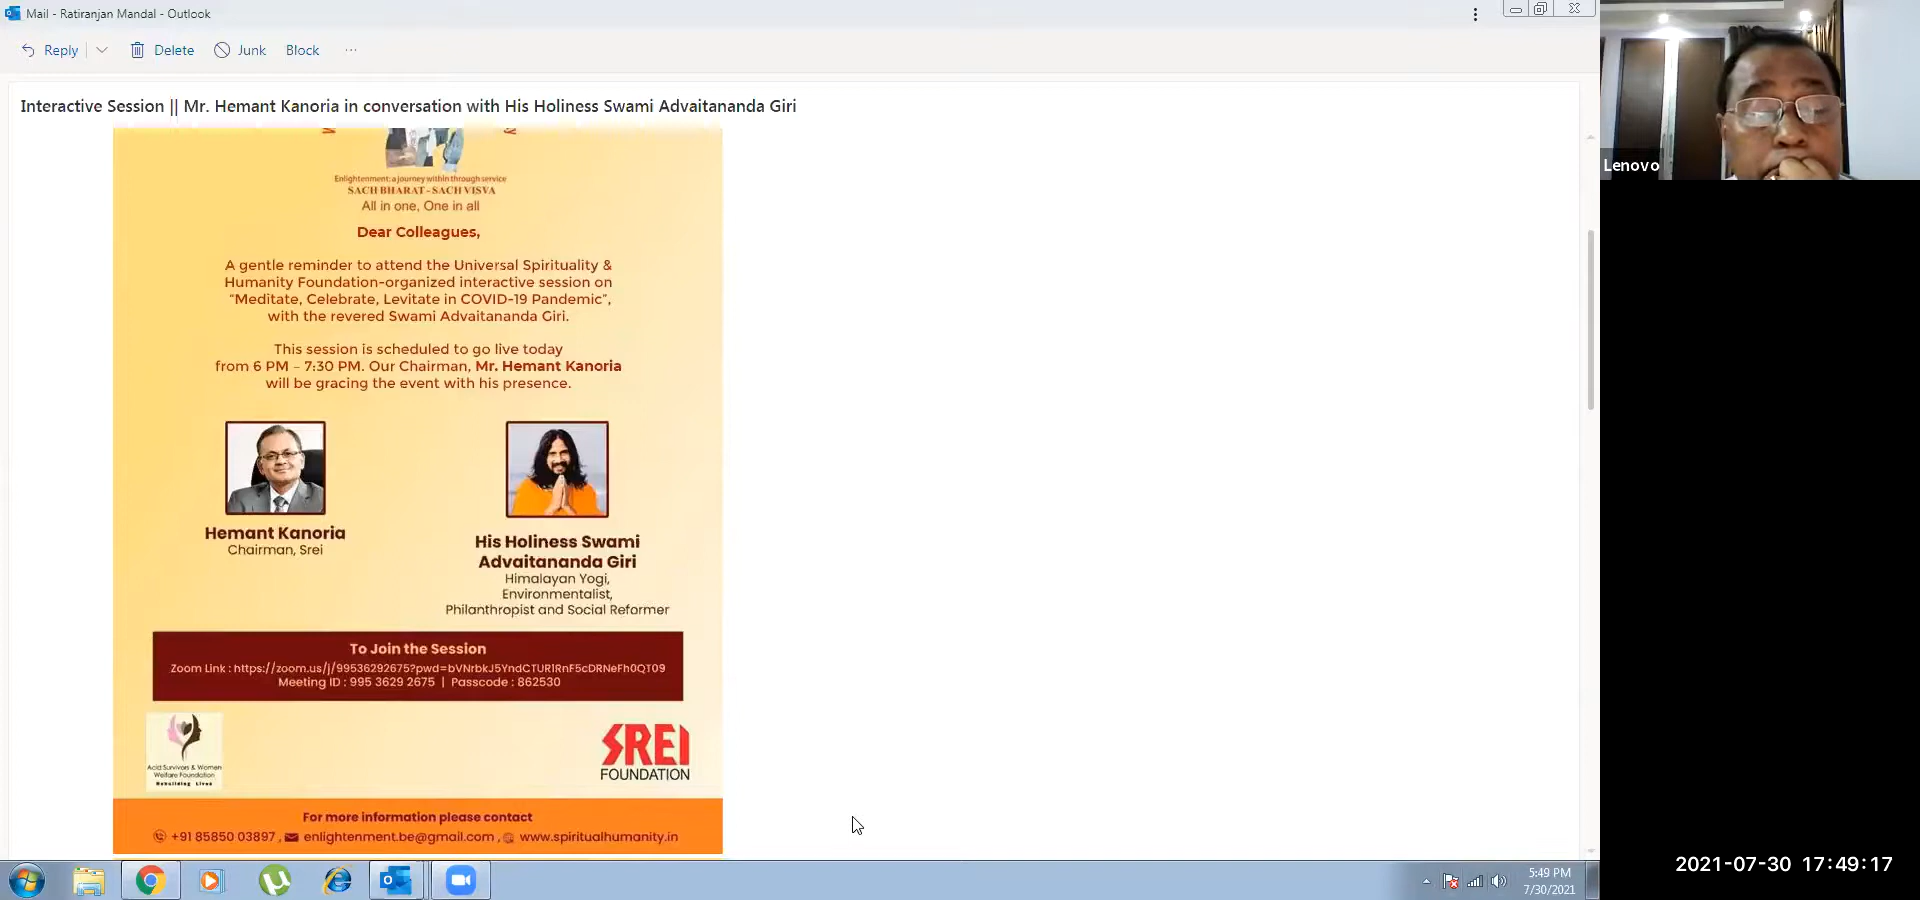 Mail - Ratiranjan Mandal - Outlook
Reply Delete Junk Block ...
Interactive Session || Mr. Hemant Kanoria in conversation with His Holiness Swami Advaitananda Giri
Enlightenment: a journey within through service
SACH BHARAT - SACH VISVA
All in one, One in all
Dear Colleagues,
A gentle reminder to attend the Universal Spirituality &
Humanity Foundation-organized interactive session on
"Meditate, Celebrate, Levitate in COVID-19 Pandemic",
with the revered Swami Advaitananda Giri.
This session is scheduled to go live today
from 6 PM – 7:30 PM. Our Chairman, Mr. Hemant Kanoria
will be gracing the event with his presence.
Hemant Kanoria
Chairman, Srei
His Holiness Swami
Advaitananda Giri
Himalayan Yogi,
Environmentalist,
Philanthropist and Social Reformer
To Join the Session
Zoom Link : https://zoom.us/j/99536292675?pwd=bVNrbkJ5YndCTUR1RnF5cDRNeFh0QT09
Meeting ID : 995 3629 2675 | Passcode : 862530
Acid Survivors & Women
Welfare Foundation
Rebuilding Lives
SREI
FOUNDATION
For more information please contact
+91 85850 03897 , enlightenment.be@gmail.com , www.spiritualhumanity.in
Lenovo
2021-07-30 17:49:17
5:49 PM
7/30/2021